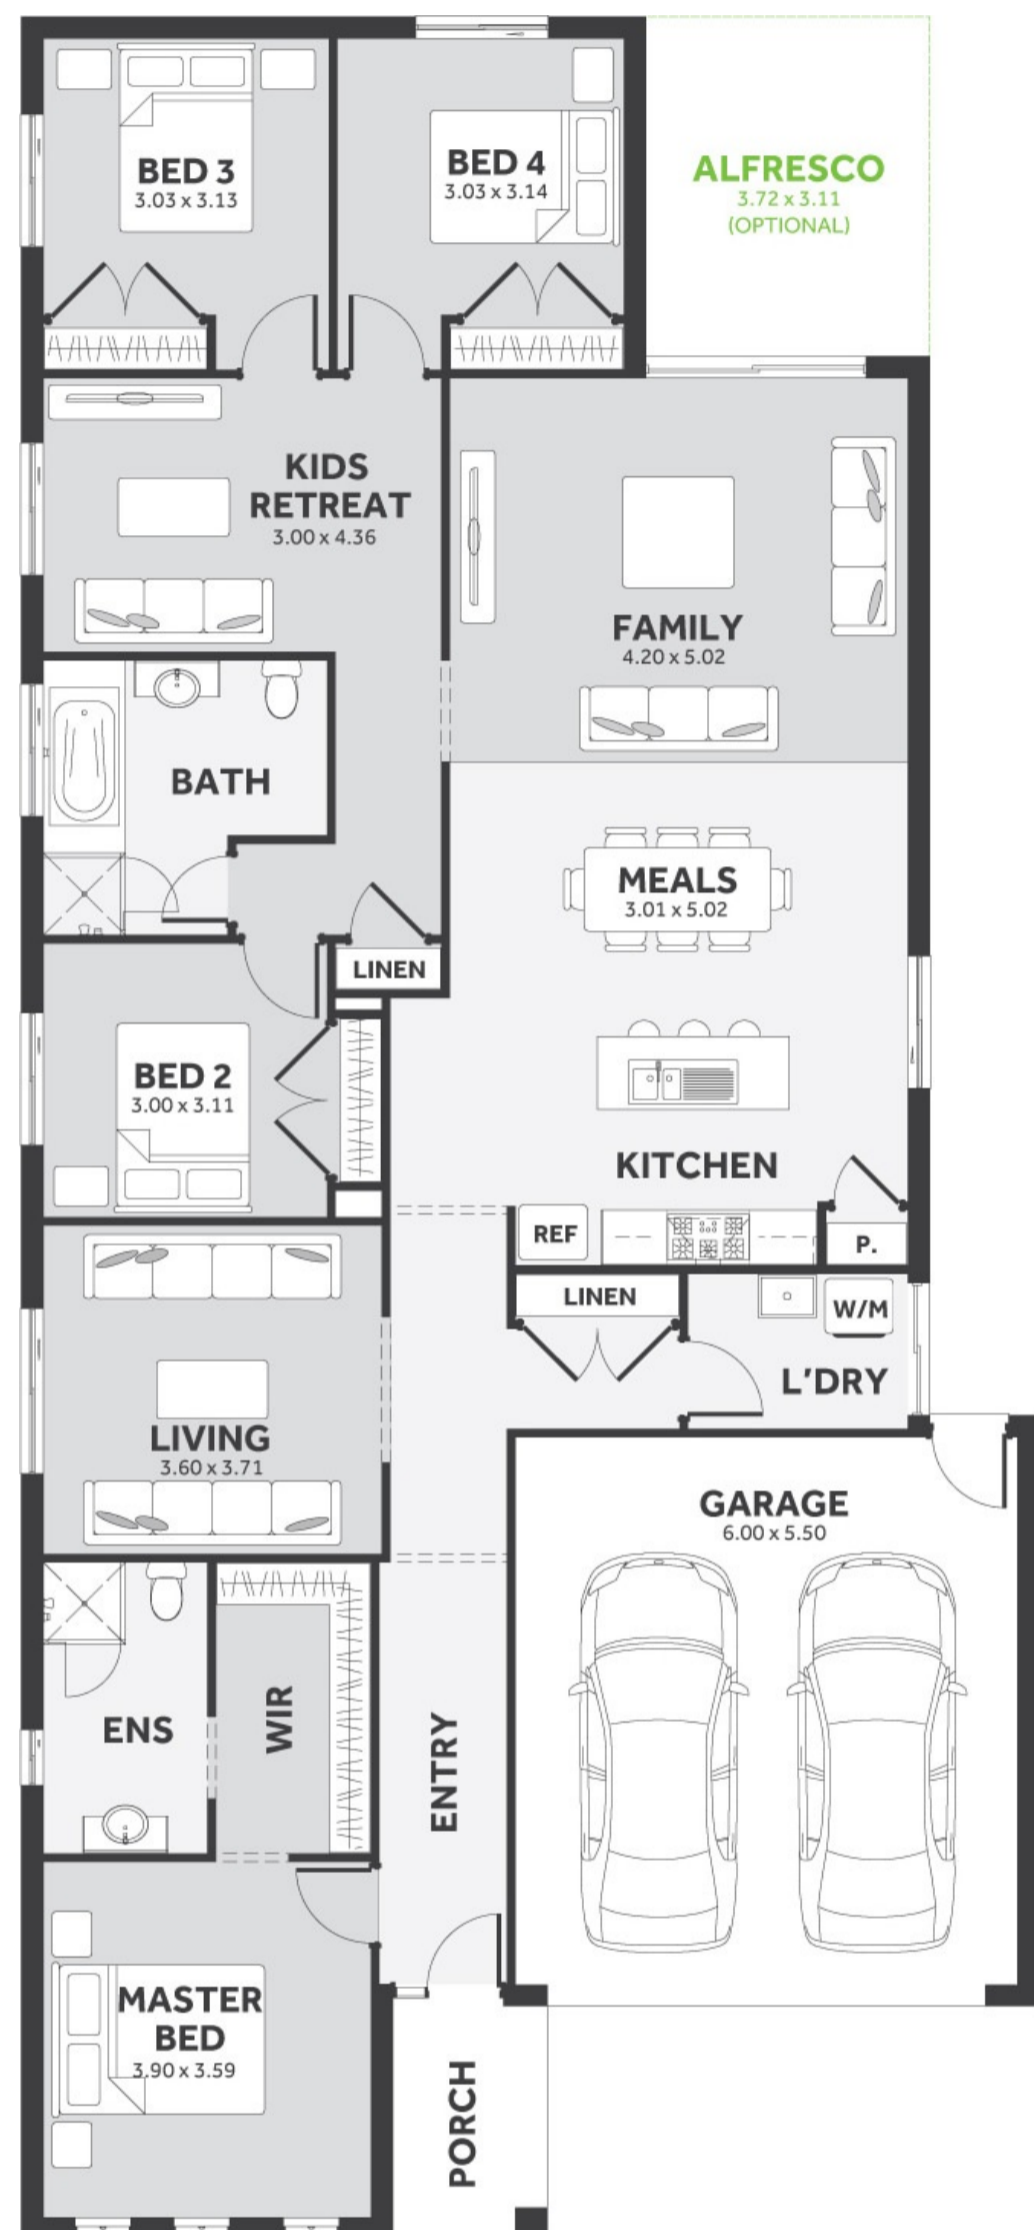 BED 3
3.03 x 3.13
BED 4
3.03 x 3.14
ALFRESCO
3.72 x 3.11
(OPTIONAL)
KIDS
RETREAT
3.00 x 4.36
FAMILY
4.20 x 5.02
BATH
MEALS
3.01 x 5.02
LINEN
BED 2
3.00 x 3.11
KITCHEN
REF
P.
LINEN
W/M
L'DRY
LIVING
3.60 x 3.71
GARAGE
6.00 x 5.50
ENS
WIR
ENTRY
MASTER
BED
3.90 x 3.59
PORCH